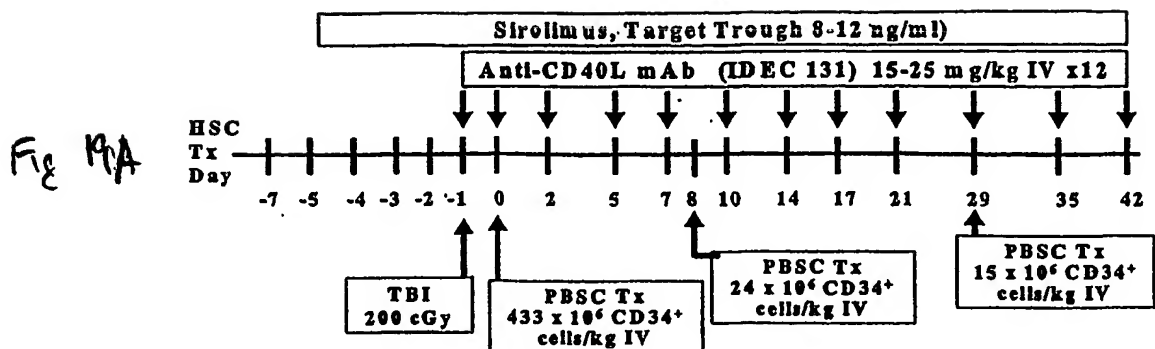 Sirolimus, Target Trough 8-12 ng/ml)
Anti-CD40L mAb (IDEC 131) 15-25 mg/kg IV x12
Fig 19A
HSC
Tx
Day
-7 -5 -4 -3 -2 -1 0 2 5 7 8 10 14 17 21 29 35 42
TBI
200 cGy
PBSC Tx
433 x 10⁶ CD34⁺
cells/kg IV
PBSC Tx
24 x 10⁶ CD34⁺
cells/kg IV
PBSC Tx
15 x 10⁶ CD34⁺
cells/kg IV